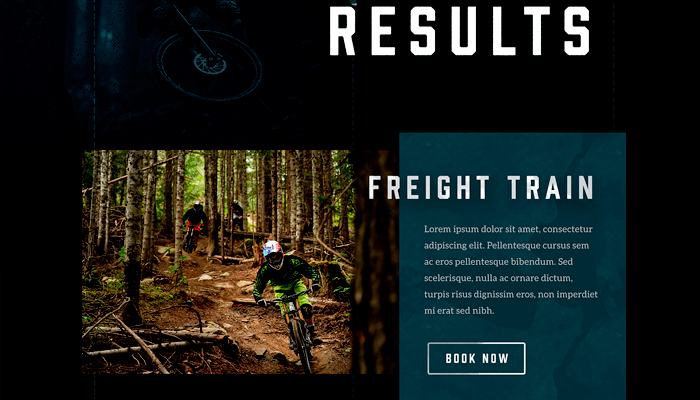 RESULTS
FREIGHT TRAIN
Lorem ipsum dolor sit amet, consectetur
adipiscing elit. Pellentesque cursus sem
ac eros pellentesque bibendum. Sed
scelerisque, nulla ac ornare dictum,
turpis risus dignissim eros, non imperdiet
mi erat sed nibh.
BOOK NOW